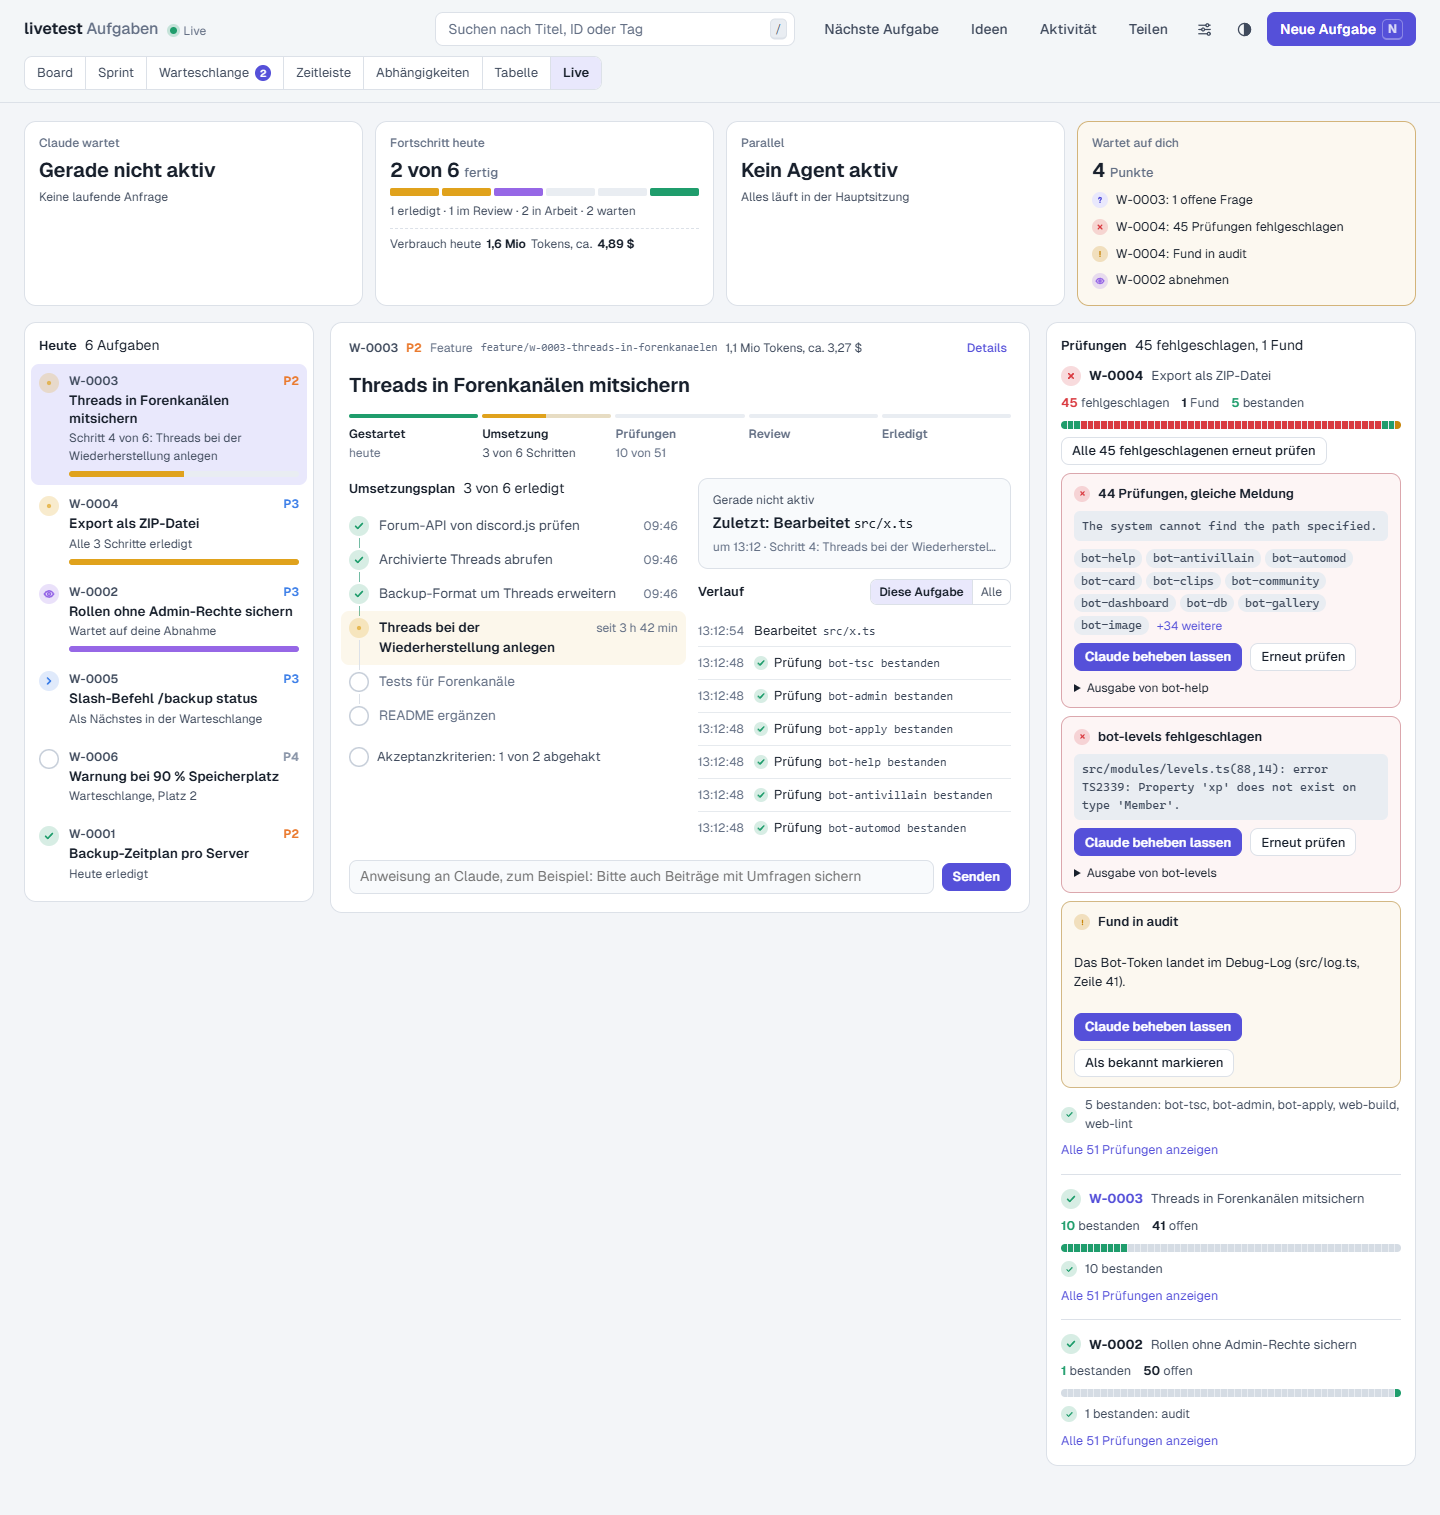 livetest Aufgaben Live
Suchen nach Titel, ID oder Tag /
Nächste Aufgabe Ideen Aktivität Teilen Neue Aufgabe N
Board Sprint Warteschlange 2 Zeitleiste Abhängigkeiten Tabelle Live
Claude wartet
Gerade nicht aktiv
Keine laufende Anfrage
Fortschritt heute
2 von 6 fertig
1 erledigt · 1 im Review · 2 in Arbeit · 2 warten
Verbrauch heute 1,6 Mio Tokens, ca. 4,89 $
Parallel
Kein Agent aktiv
Alles läuft in der Hauptsitzung
Wartet auf dich
4 Punkte
W-0003: 1 offene Frage
W-0004: 45 Prüfungen fehlgeschlagen
W-0004: Fund in audit
W-0002 abnehmen
Heute 6 Aufgaben
W-0003 P2
Threads in Forenkanälen
mitsichern
Schritt 4 von 6: Threads bei der
Wiederherstellung anlegen
W-0004 P3
Export als ZIP-Datei
Alle 3 Schritte erledigt
W-0002 P3
Rollen ohne Admin-Rechte sichern
Wartet auf deine Abnahme
W-0005 P3
Slash-Befehl /backup status
Als Nächstes in der Warteschlange
W-0006 P4
Warnung bei 90 % Speicherplatz
Warteschlange, Platz 2
W-0001 P2
Backup-Zeitplan pro Server
Heute erledigt
W-0003 P2 Feature feature/w-0003-threads-in-forenkanaelen 1,1 Mio Tokens, ca. 3,27 $ Details
Threads in Forenkanälen mitsichern
Gestartet Umsetzung Prüfungen Review Erledigt
heute 3 von 6 Schritten 10 von 51
Umsetzungsplan 3 von 6 erledigt
Forum-API von discord.js prüfen 09:46
Archivierte Threads abrufen 09:46
Backup-Format um Threads erweitern 09:46
Threads bei der seit 3 h 42 min
Wiederherstellung anlegen
Tests für Forenkanäle
README ergänzen
Akzeptanzkriterien: 1 von 2 abgehakt
Gerade nicht aktiv
Zuletzt: Bearbeitet src/x.ts
um 13:12 · Schritt 4: Threads bei der Wiederherstel…
Verlauf Diese Aufgabe Alle
13:12:54 Bearbeitet src/x.ts
13:12:48 Prüfung bot-tsc bestanden
13:12:48 Prüfung bot-admin bestanden
13:12:48 Prüfung bot-apply bestanden
13:12:48 Prüfung bot-help bestanden
13:12:48 Prüfung bot-antivillain bestanden
13:12:48 Prüfung bot-automod bestanden
Anweisung an Claude, zum Beispiel: Bitte auch Beiträge mit Umfragen sichern Senden
Prüfungen 45 fehlgeschlagen, 1 Fund
W-0004 Export als ZIP-Datei
45 fehlgeschlagen 1 Fund 5 bestanden
Alle 45 fehlgeschlagenen erneut prüfen
44 Prüfungen, gleiche Meldung
The system cannot find the path specified.
bot-help bot-antivillain bot-automod
bot-card bot-clips bot-community
bot-dashboard bot-db bot-gallery
bot-image +34 weitere
Claude beheben lassen Erneut prüfen
Ausgabe von bot-help
bot-levels fehlgeschlagen
src/modules/levels.ts(88,14): error
TS2339: Property 'xp' does not exist on
type 'Member'.
Claude beheben lassen Erneut prüfen
Ausgabe von bot-levels
Fund in audit
Das Bot-Token landet im Debug-Log (src/log.ts,
Zeile 41).
Claude beheben lassen
Als bekannt markieren
5 bestanden: bot-tsc, bot-admin, bot-apply, web-build,
web-lint
Alle 51 Prüfungen anzeigen
W-0003 Threads in Forenkanälen mitsichern
10 bestanden 41 offen
10 bestanden
Alle 51 Prüfungen anzeigen
W-0002 Rollen ohne Admin-Rechte sichern
1 bestanden 50 offen
1 bestanden: audit
Alle 51 Prüfungen anzeigen